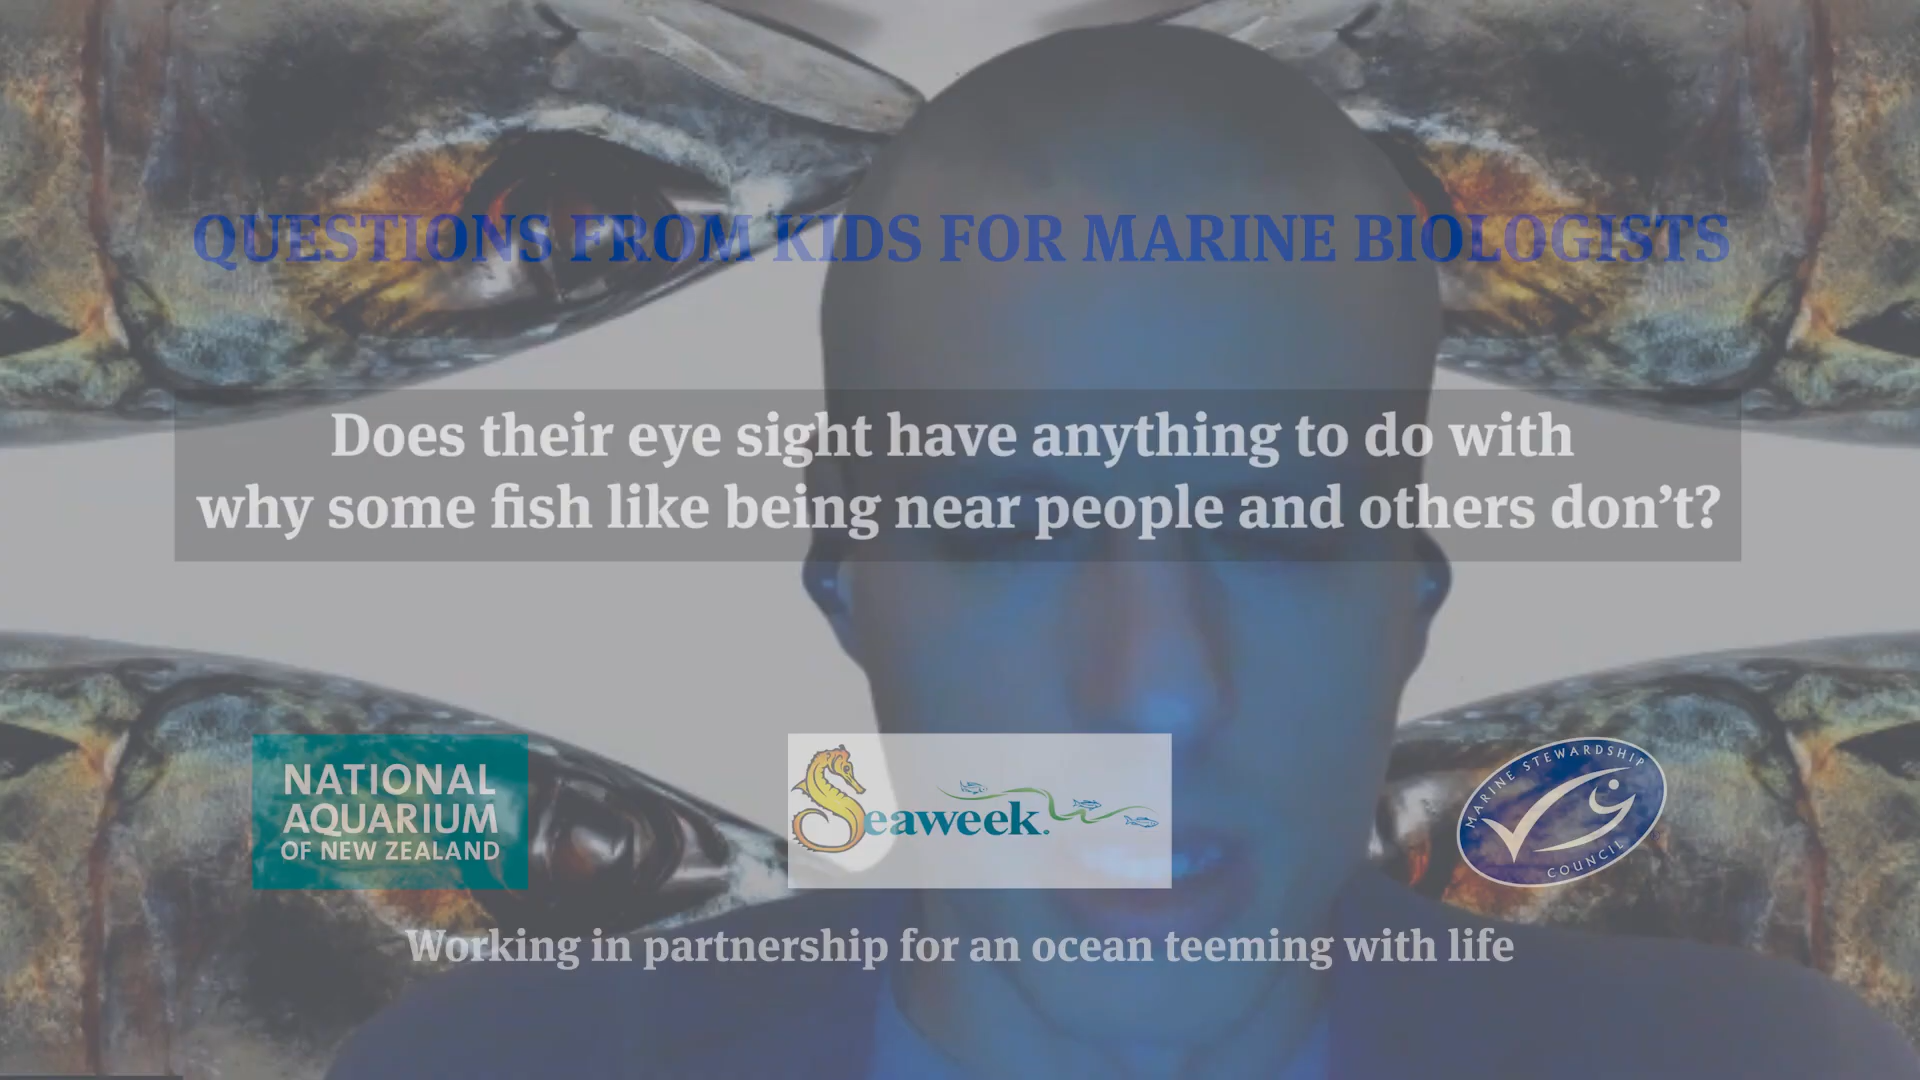 QUESTIONS FROM KIDS FOR MARINE BIOLOGISTS
Does their eye sight have anything to do with
why some fish like being near people and others don’t?
NATIONAL
AQUARIUM
OF NEW ZEALAND
Seaweek.
MARINE STEWARDSHIP
COUNCIL
Working in partnership for an ocean teeming with life